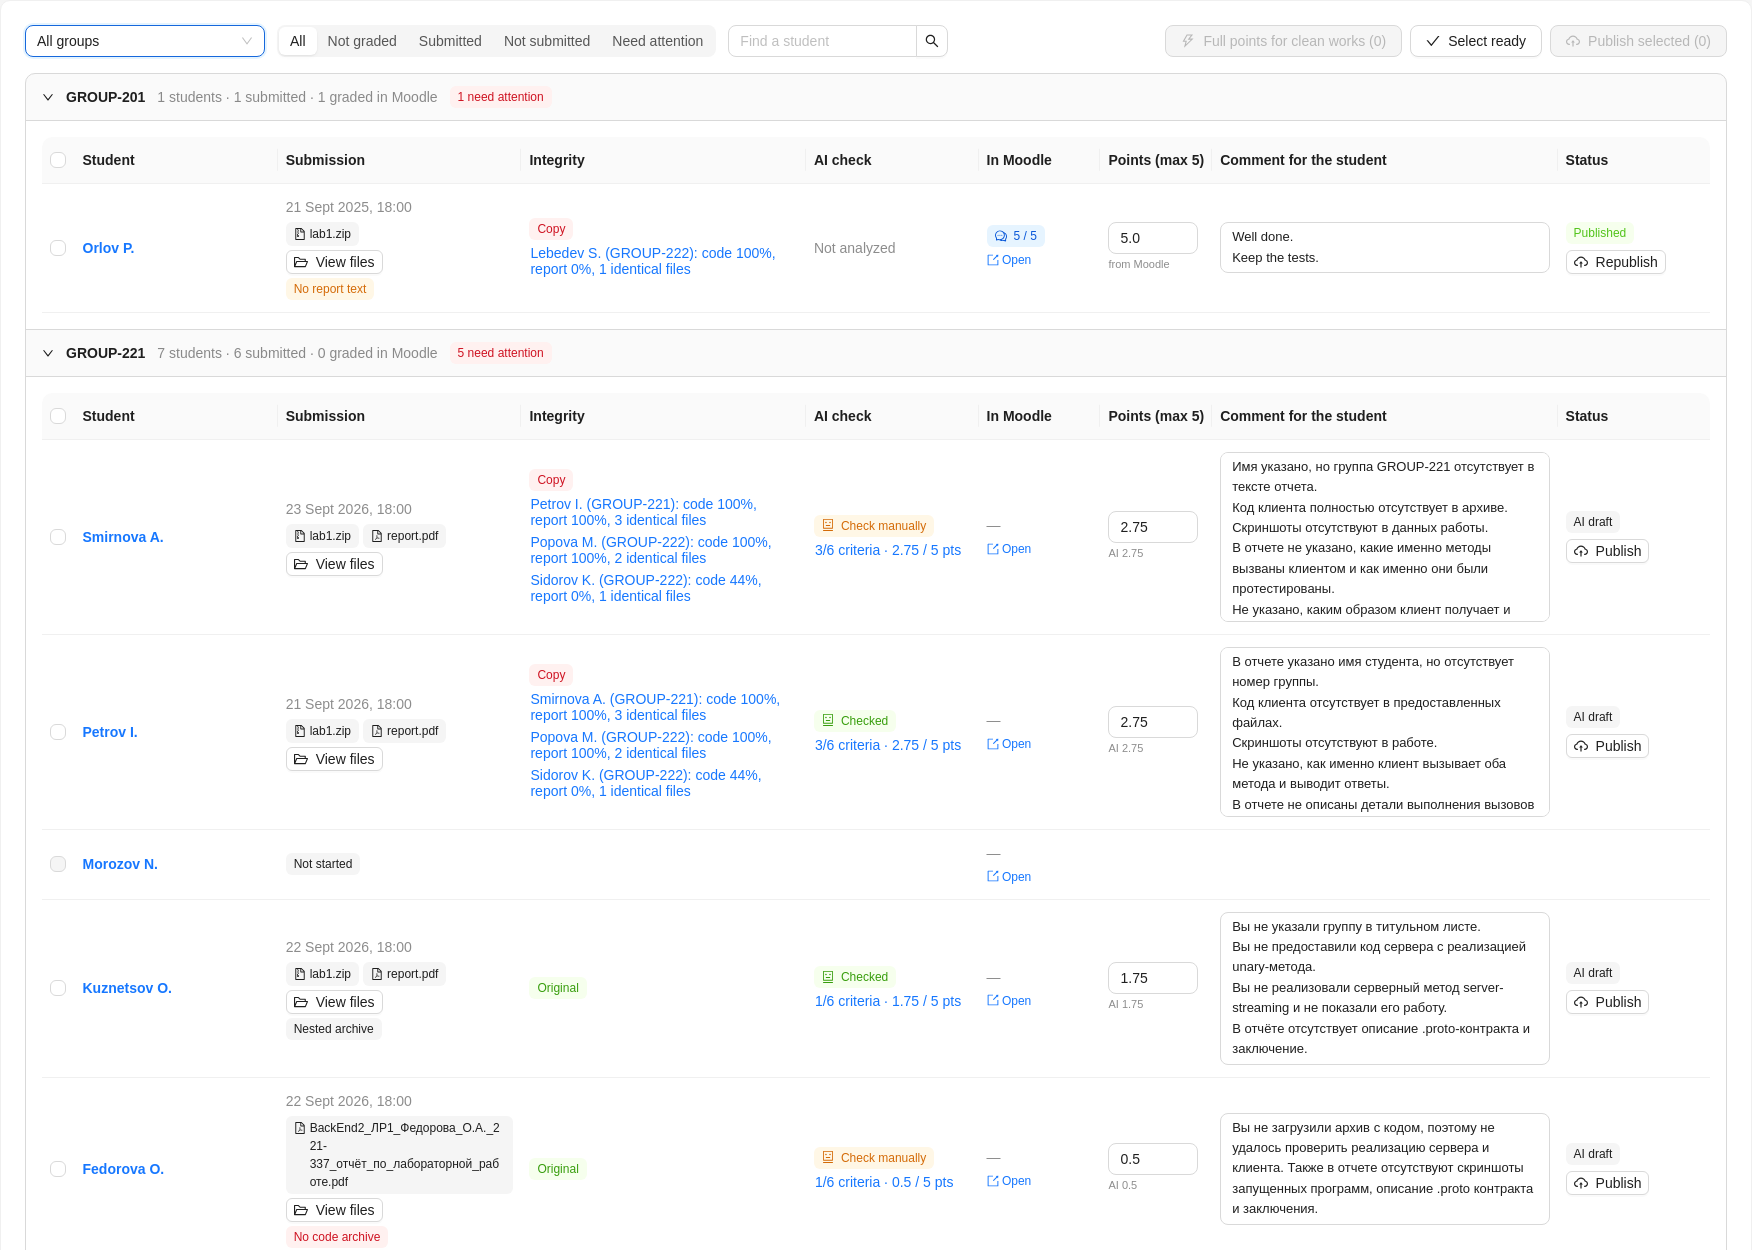 All groups
All
Not graded
Submitted
Not submitted
Need attention
Find a student
Full points for clean works (0)
Select ready
Publish selected (0)
GROUP-201 1 students · 1 submitted · 1 graded in Moodle 1 need attention
Student Submission Integrity AI check In Moodle Points (max 5) Comment for the student Status
Orlov P.
21 Sept 2025, 18:00
lab1.zip
View files
No report text
Copy
Lebedev S. (GROUP-222): code 100%,
report 0%, 1 identical files
Not analyzed
5 / 5
Open
5.0
from Moodle
Well done.
Keep the tests.
Published
Republish
GROUP-221 7 students · 6 submitted · 0 graded in Moodle 5 need attention
Student Submission Integrity AI check In Moodle Points (max 5) Comment for the student Status
Smirnova A.
23 Sept 2026, 18:00
lab1.zip report.pdf
View files
Copy
Petrov I. (GROUP-221): code 100%,
report 100%, 3 identical files
Popova M. (GROUP-222): code 100%,
report 100%, 2 identical files
Sidorov K. (GROUP-222): code 44%,
report 0%, 1 identical files
Check manually
3/6 criteria · 2.75 / 5 pts
—
Open
2.75
AI 2.75
Имя указано, но группа GROUP-221 отсутствует в
тексте отчета.
Код клиента полностью отсутствует в архиве.
Скриншоты отсутствуют в данных работы.
В отчете не указано, какие именно методы
вызваны клиентом и как именно они были
протестированы.
Не указано, каким образом клиент получает и
AI draft
Publish
Petrov I.
21 Sept 2026, 18:00
lab1.zip report.pdf
View files
Copy
Smirnova A. (GROUP-221): code 100%,
report 100%, 3 identical files
Popova M. (GROUP-222): code 100%,
report 100%, 2 identical files
Sidorov K. (GROUP-222): code 44%,
report 0%, 1 identical files
Checked
3/6 criteria · 2.75 / 5 pts
—
Open
2.75
AI 2.75
В отчете указано имя студента, но отсутствует
номер группы.
Код клиента отсутствует в предоставленных
файлах.
Скриншоты отсутствуют в работе.
Не указано, как именно клиент вызывает оба
метода и выводит ответы.
В отчете не описаны детали выполнения вызовов
AI draft
Publish
Morozov N.
Not started
—
Open
Kuznetsov O.
22 Sept 2026, 18:00
lab1.zip report.pdf
View files
Nested archive
Original
Checked
1/6 criteria · 1.75 / 5 pts
—
Open
1.75
AI 1.75
Вы не указали группу в титульном листе.
Вы не предоставили код сервера с реализацией
unary-метода.
Вы не реализовали серверный метод server-
streaming и не показали его работу.
В отчёте отсутствует описание .proto-контракта и
заключение.
AI draft
Publish
Fedorova O.
22 Sept 2026, 18:00
BackEnd2_ЛР1_Федорова_О.А._2
21-
337_отчёт_по_лабораторной_раб
оте.pdf
View files
No code archive
Original
Check manually
1/6 criteria · 0.5 / 5 pts
—
Open
0.5
AI 0.5
Вы не загрузили архив с кодом, поэтому не
удалось проверить реализацию сервера и
клиента. Также в отчете отсутствуют скриншоты
запущенных программ, описание .proto контракта
и заключения.
AI draft
Publish